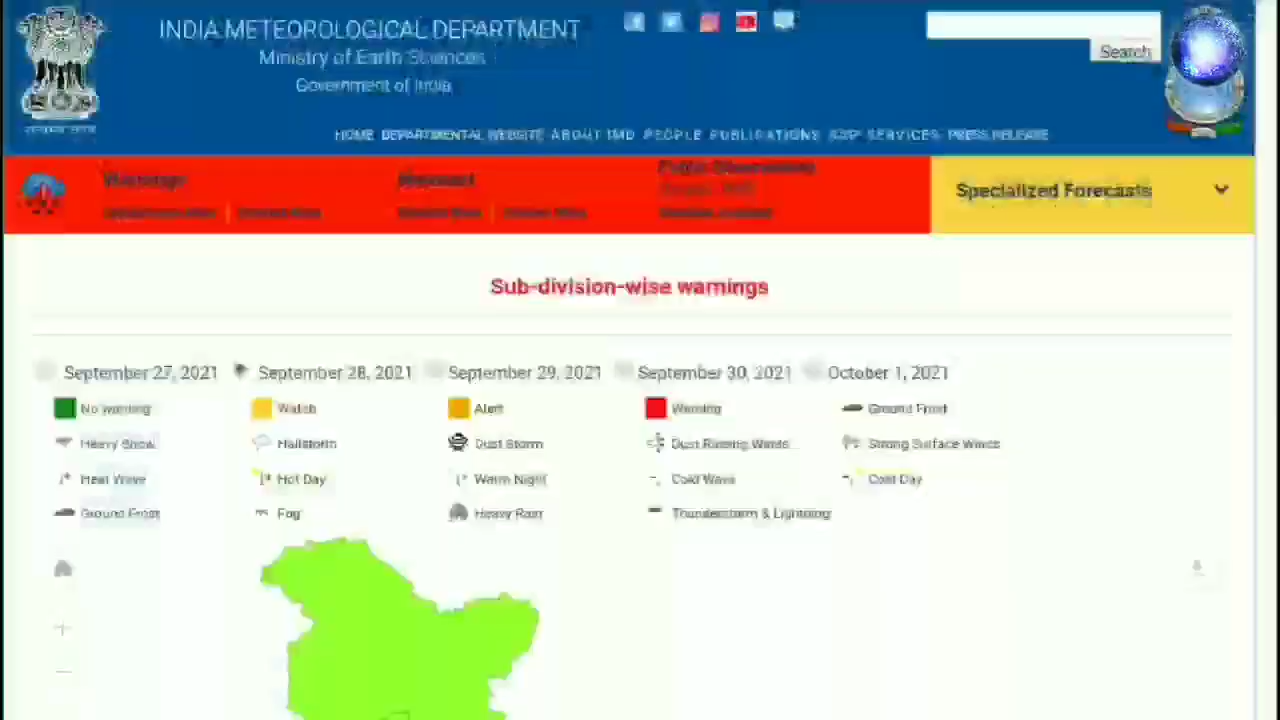 INDIA METEOROLOGICAL DEPARTMENT
Ministry of Earth Sciences
Government of India
Search
HOME DEPARTMENTAL WEBSITE ABOUT IMD PEOPLE PUBLICATIONS SERVICES PRESS RELEASE
Warnings
Specialized Forecasts
Sub-division-wise warnings
September 27, 2021 September 28, 2021 September 29, 2021 September 30, 2021 October 1, 2021
No warning Watch Alert Warning Ground Frost
Heavy Snow Hailstorm Dust Storm Dust Raising Winds Strong Surface Winds
Heat Wave Hot Day Warm Night Cold Wave Cold Day
Ground Frost Fog Heavy Rain Thunderstorm & Lightning